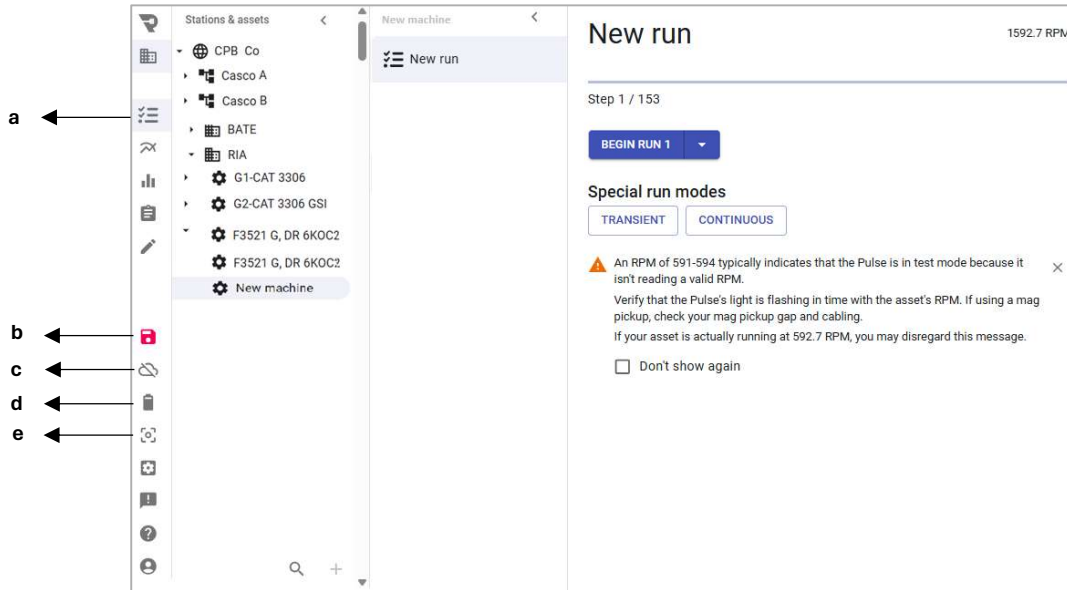 Stations & assets
CPB Co
Casco A
Casco B
BATE
RIA
G1-CAT 3306
G2-CAT 3306 GSI
F3521 G, DR 6KOC2
F3521 G, DR 6KOC2
New machine
New machine
New run
New run
1592.7 RPM
Step 1 / 153
BEGIN RUN 1
Special run modes
TRANSIENT
CONTINUOUS
An RPM of 591-594 typically indicates that the Pulse is in test mode because it
isn't reading a valid RPM.
Verify that the Pulse's light is flashing in time with the asset's RPM. If using a mag
pickup, check your mag pickup gap and cabling.
If your asset is actually running at 592.7 RPM, you may disregard this message.
Don't show again
a
b
c
d
e